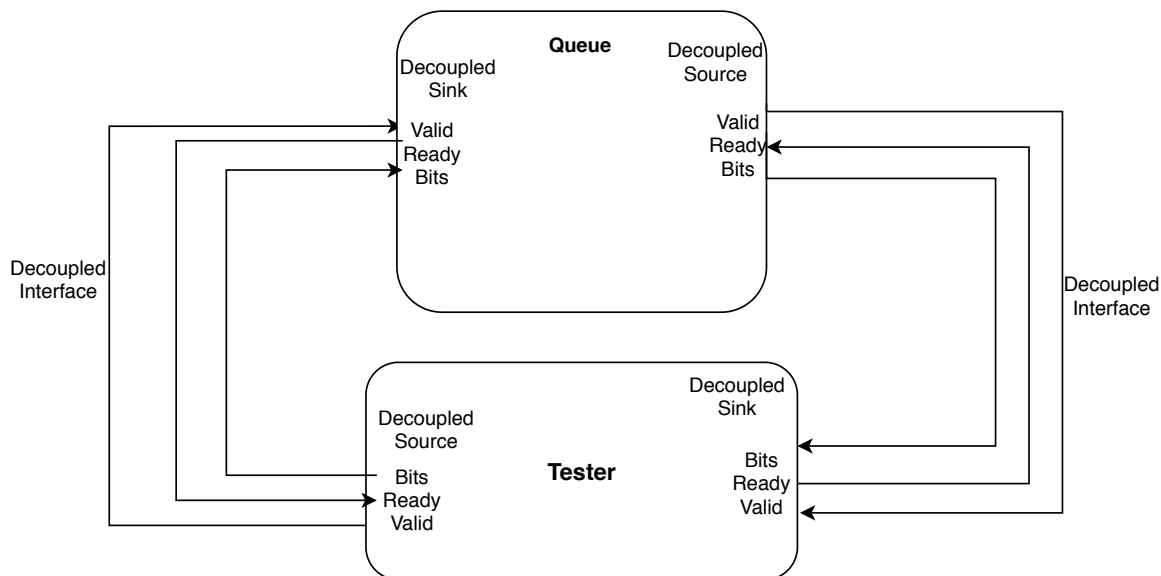 Queue
Decoupled
Sink
Valid
Ready
Bits
Decoupled
Source
Valid
Ready
Bits
Decoupled
Interface
Decoupled
Interface
Decoupled
Source
Bits
Ready
Valid
Tester
Decoupled
Sink
Bits
Ready
Valid